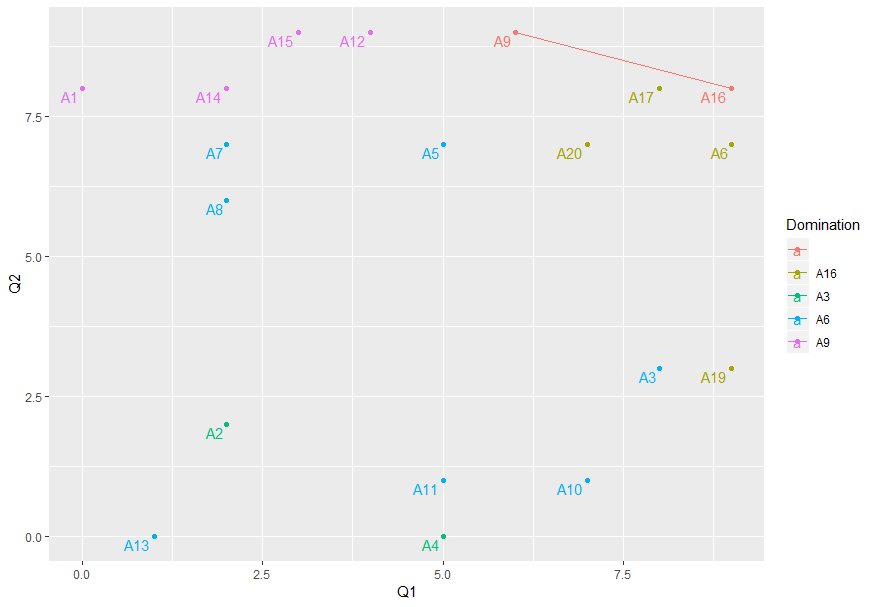 A15 A12 A9
A1 A14 A17 A16
7.5
A7 A5 A20 A6
A8
5.0
Q2
2.5
A3 A19
A2
A11 A10
0.0
A13 A4
0.0 2.5 5.0 7.5
Q1
Domination
a
a A16
a A3
a A6
a A9